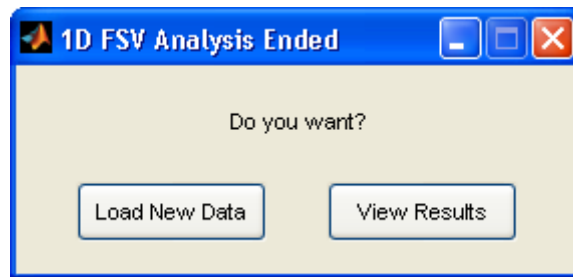 1D FSV Analysis Ended
Do you want?
Load New Data
View Results